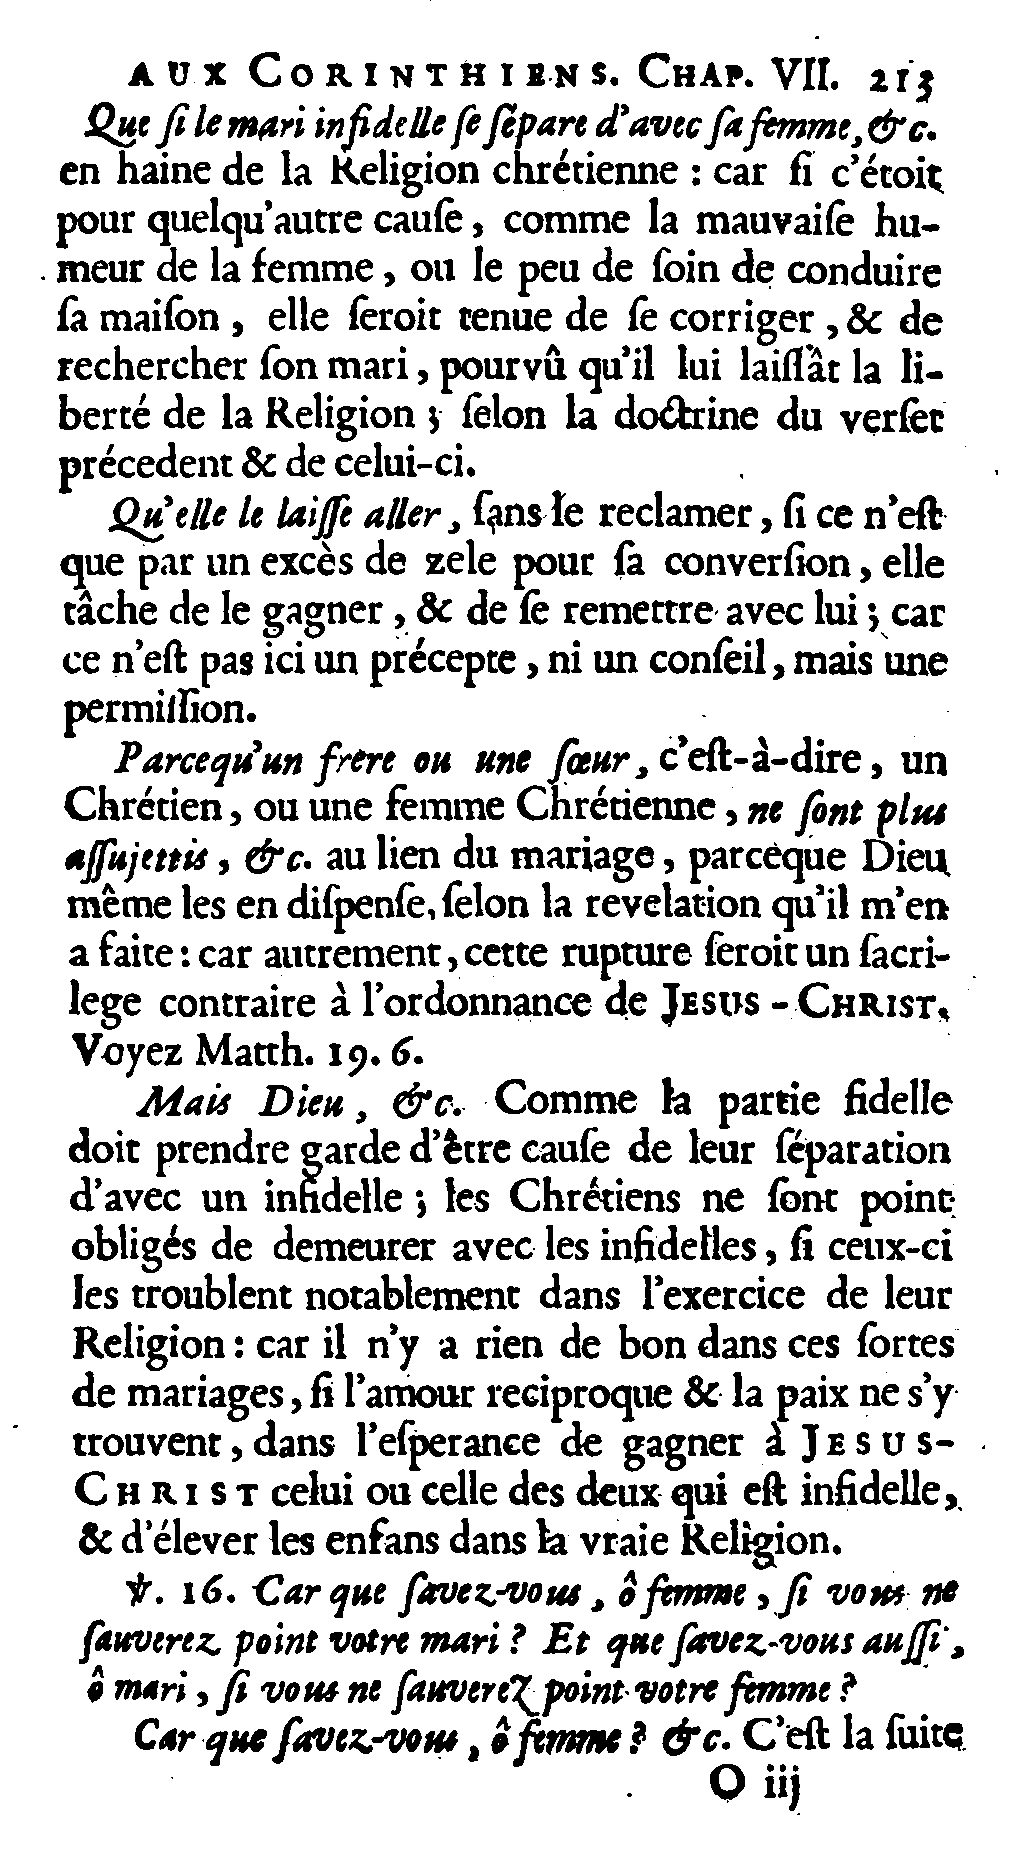 AUX CORINTHIENS. CHAP. VII. 213
Que ſi le mari infidelle ſe ſépare d'avec ſa femme, &c.
en haine de la Religion chrétienne : car ſi c'étoit
pour quelqu'autre cauſe, comme la mauvaiſe hu-
meur de la femme, ou le peu de ſoin de conduire
ſa maiſon, elle ſeroit tenue de ſe corriger, & de
rechercher ſon mari, pourvû qu'il lui laiſſât la li-
berté de la Religion ; ſelon la doctrine du verſet
précedent & de celui-ci.
Qu'elle le laiſſe aller, ſans le reclamer, ſi ce n'eſt
que par un excès de zele pour ſa converſion, elle
tâche de le gagner, & de ſe remettre avec lui ; car
ce n'eſt pas ici un précepte, ni un conſeil, mais une
permiſſion.
Parcequ'un frere ou une ſœur, c'eſt-à-dire, un
Chrétien, ou une femme Chrétienne, ne ſont plus
aſſujettis, &c. au lien du mariage, parceque Dieu
même les en diſpenſe, ſelon la revelation qu'il m'en
a faite : car autrement, cette rupture ſeroit un ſacri-
lege contraire à l'ordonnance de JESUS-CHRIST.
Voyez Matth. 19. 6.
Mais Dieu, &c. Comme la partie fidelle
doit prendre garde d'être cauſe de leur ſéparation
d'avec un infidelle ; les Chrétiens ne ſont point
obligés de demeurer avec les infidelles, ſi ceux-ci
les troublent notablement dans l'exercice de leur
Religion : car il n'y a rien de bon dans ces ſortes
de mariages, ſi l'amour reciproque & la paix ne s'y
trouvent, dans l'eſperance de gagner à JESUS-
CHRIST celui ou celle des deux qui eſt infidelle,
& d'élever les enfans dans la vraie Religion.
℣. 16. Car que ſavez-vous, ô femme, ſi vous ne
ſauverez point votre mari ? Et que ſavez-vous auſſi,
ô mari, ſi vous ne ſauverez point votre femme ?
Car que ſavez-vous, ô femme ? &c. C'eſt la ſuite
O iij